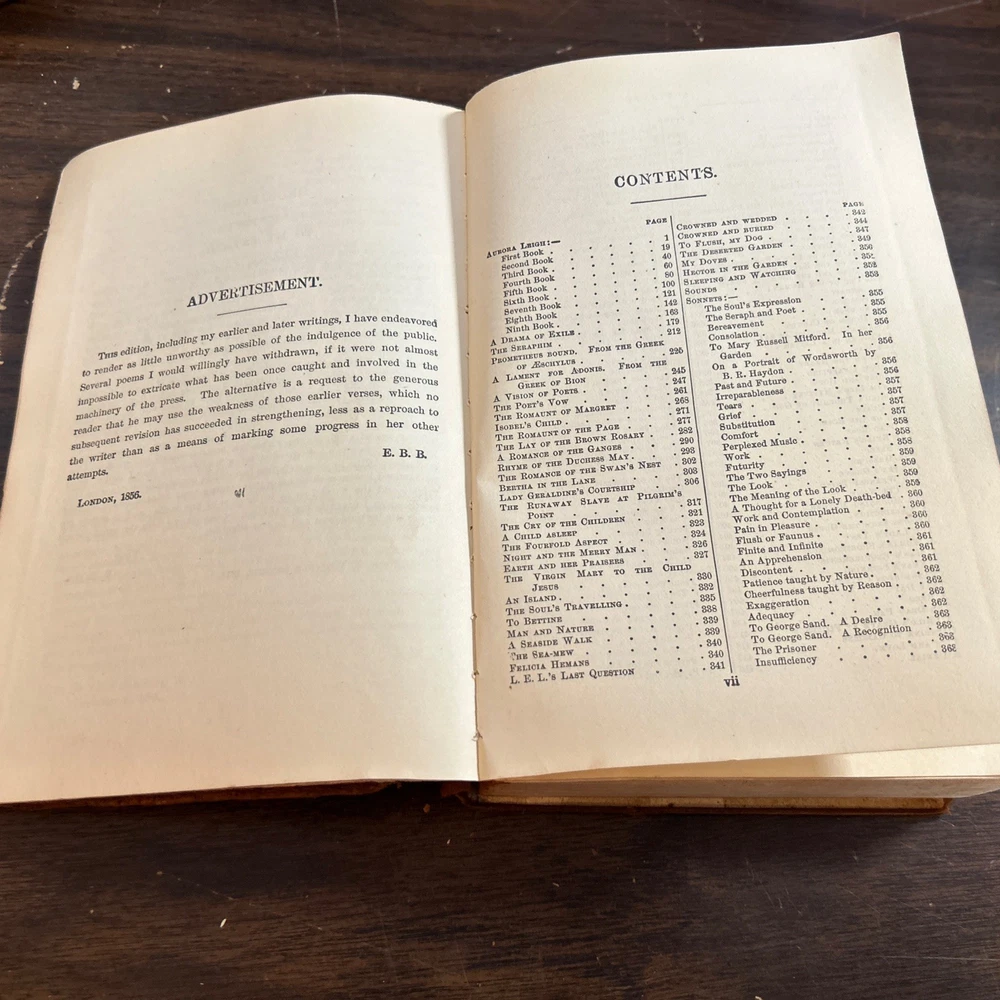 ADVERTISEMENT.
THIS edition, including my earlier and later writings, I have endeavored
to render as little unworthy as possible of the indulgence of the public.
Several poems I would willingly have withdrawn, if it were not almost
impossible to extricate what has been once caught and involved in the
machinery of the press. The alternative is a request to the generous
reader that he may use the weakness of those earlier verses, which no
subsequent revision has succeeded in strengthening, less as a reproach to
the writer than as a means of marking some progress in her other
attempts.
E. B. B.
LONDON, 1856.
CONTENTS.
PAGE
AURORA LEIGH:—
First Book 1
Second Book 19
Third Book 40
Fourth Book 60
Fifth Book 80
Sixth Book 100
Seventh Book 121
Eighth Book 142
Ninth Book 163
A DRAMA OF EXILE 179
THE SERAPHIM 212
PROMETHEUS BOUND. FROM THE GREEK
OF ÆSCHYLUS 225
A LAMENT FOR ADONIS. FROM THE
GREEK OF BION 245
A VISION OF POETS 247
THE POET'S VOW 261
THE ROMAUNT OF MARGRET 268
ISOBEL'S CHILD 271
THE ROMAUNT OF THE PAGE 277
THE LAY OF THE BROWN ROSARY 282
A ROMANCE OF THE GANGES 290
RHYME OF THE DUCHESS MAY 293
THE ROMANCE OF THE SWAN'S NEST 302
BERTHA IN THE LANE 303
LADY GERALDINE'S COURTSHIP 306
THE RUNAWAY SLAVE AT PILGRIM'S
POINT 317
THE CRY OF THE CHILDREN 321
A CHILD ASLEEP 323
THE FOURFOLD ASPECT 324
NIGHT AND THE MERRY MAN 326
EARTH AND HER PRAISERS 327
THE VIRGIN MARY TO THE CHILD
JESUS 330
AN ISLAND 332
THE SOUL'S TRAVELLING 335
TO BETTINE 338
MAN AND NATURE 339
A SEASIDE WALK 339
THE SEA-MEW 340
FELICIA HEMANS 340
L. E. L.'S LAST QUESTION 341
PAGE
CROWNED AND WEDDED 342
CROWNED AND BURIED 344
TO FLUSH, MY DOG 347
THE DESERTED GARDEN 349
MY DOVES 350
HECTOR IN THE GARDEN 352
SLEEPING AND WATCHING 352
SOUNDS 353
SONNETS:—
The Soul's Expression 355
The Seraph and Poet 355
Bereavement
Consolation
To Mary Russell Mitford. In her
Garden 356
On a Portrait of Wordsworth by
B. R. Haydon 356
Past and Future
Irreparableness
Tears
Grief
Substitution
Comfort
Perplexed Music
Work
Futurity
The Two Sayings
The Look
The Meaning of the Look
A Thought for a Lonely Death-bed
Work and Contemplation
Pain in Pleasure
Flush or Faunus
Finite and Infinite
An Apprehension
Discontent
Patience taught by Nature
Cheerfulness taught by Reason
Exaggeration
Adequacy
To George Sand. A Desire
To George Sand. A Recognition 363
The Prisoner 363
Insufficiency 363
vii